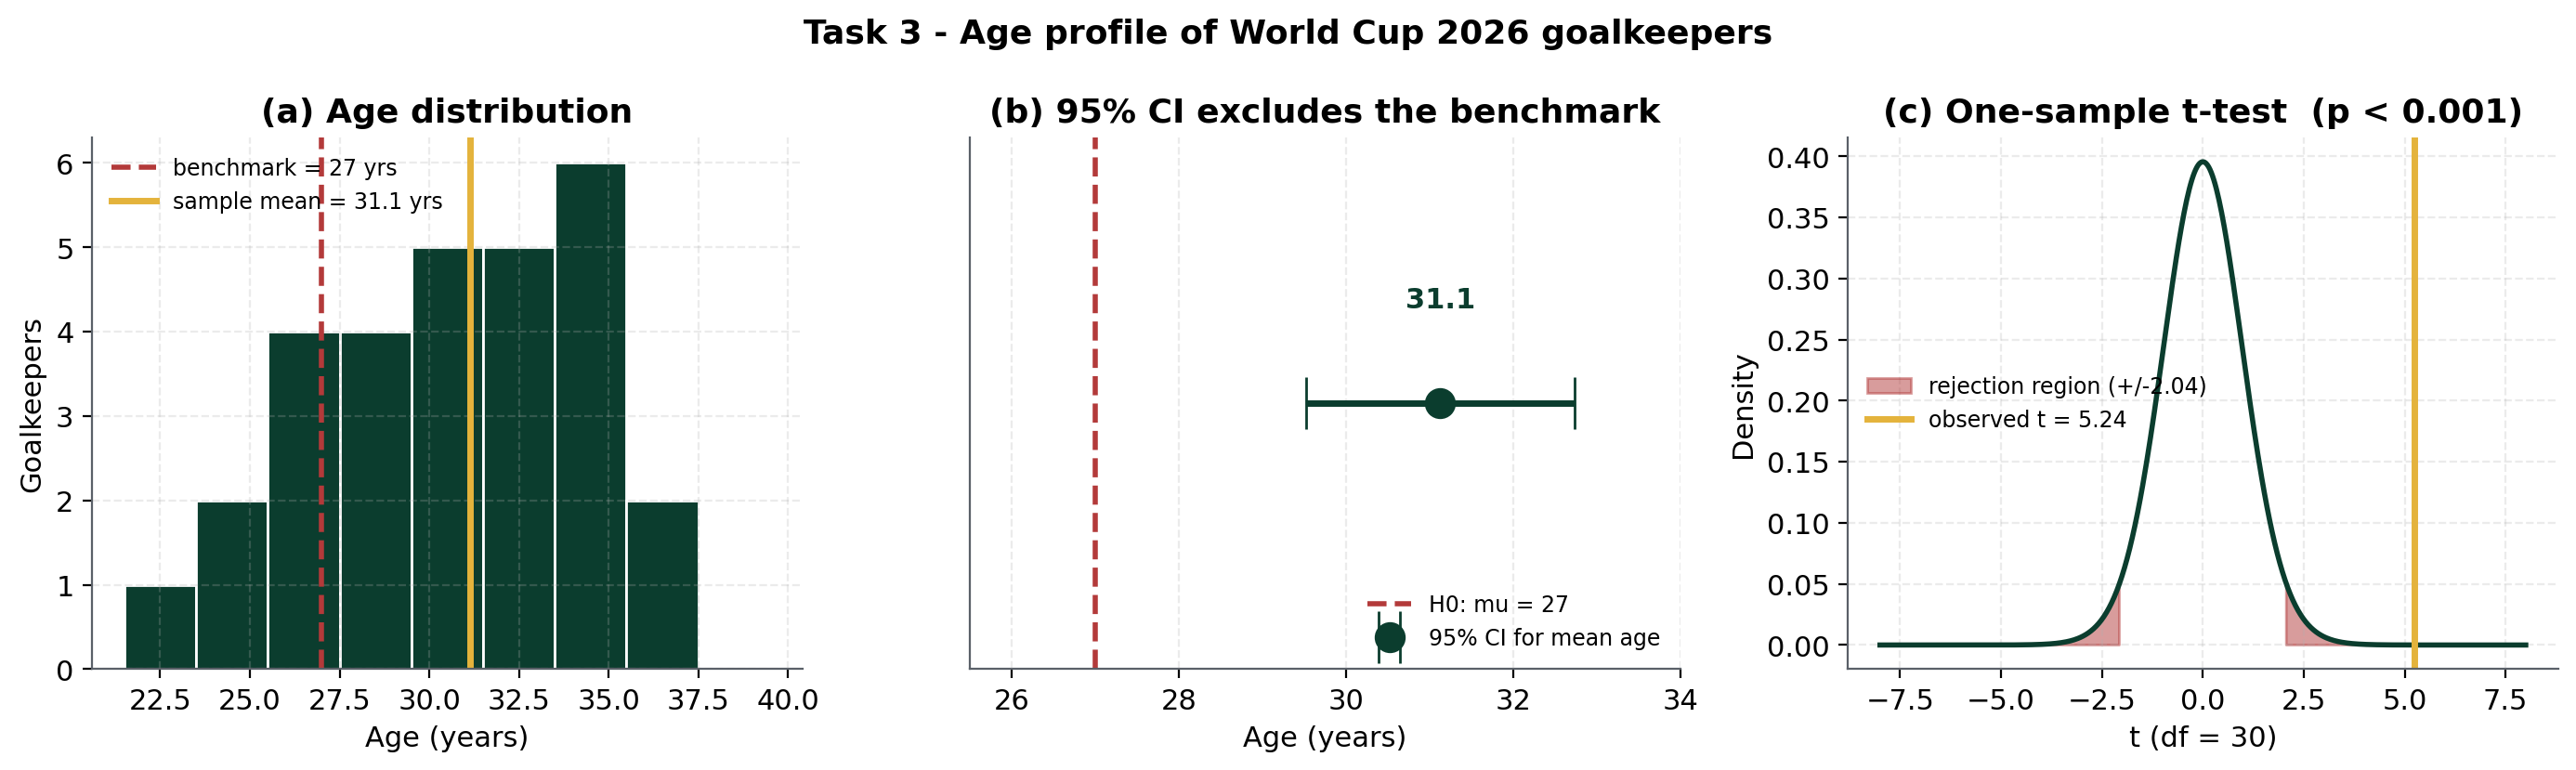 Task 3 - Age profile of World Cup 2026 goalkeepers
(a) Age distribution
benchmark = 27 yrs
sample mean = 31.1 yrs
Goalkeepers
6
5
4
3
2
1
0
22.5 25.0 27.5 30.0 32.5 35.0 37.5 40.0
Age (years)
(b) 95% CI excludes the benchmark
31.1
H0: mu = 27
95% CI for mean age
26 28 30 32 34
Age (years)
(c) One-sample t-test (p < 0.001)
rejection region (+/-2.04)
observed t = 5.24
Density
0.40
0.35
0.30
0.25
0.20
0.15
0.10
0.05
0.00
−7.5 −5.0 −2.5 0.0 2.5 5.0 7.5
t (df = 30)